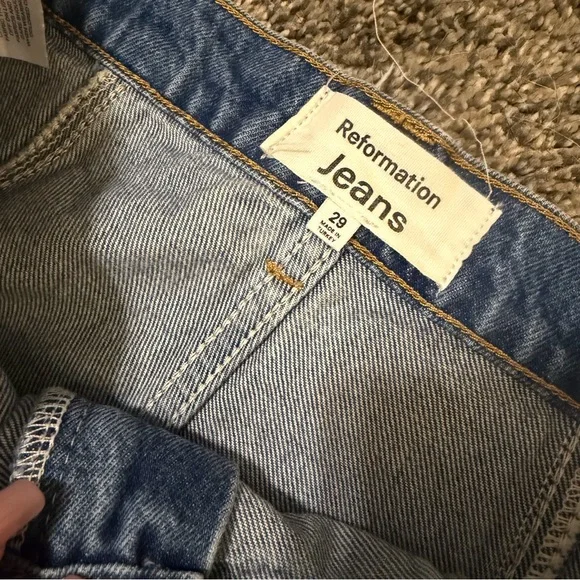 Reformation
Jeans
29
MADE IN
TURKEY